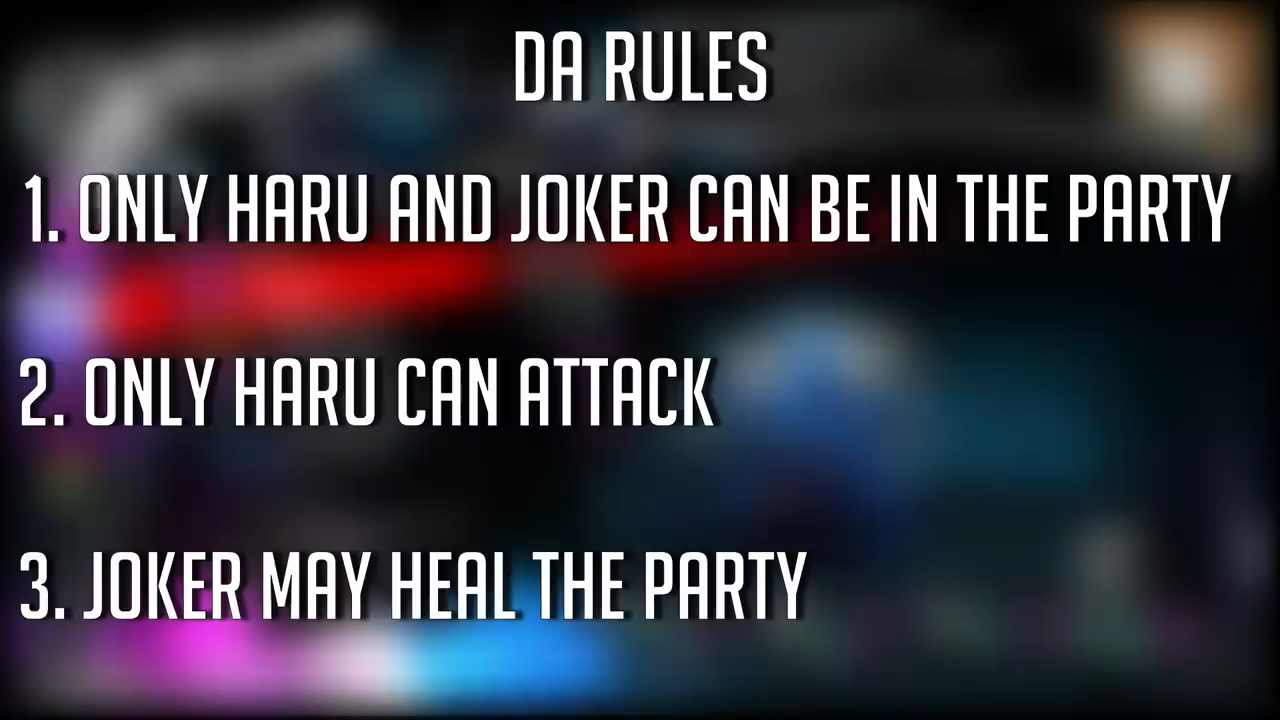 DA RULES
1. ONLY HARU AND JOKER CAN BE IN THE PARTY
2. ONLY HARU CAN ATTACK
3. JOKER MAY HEAL THE PARTY